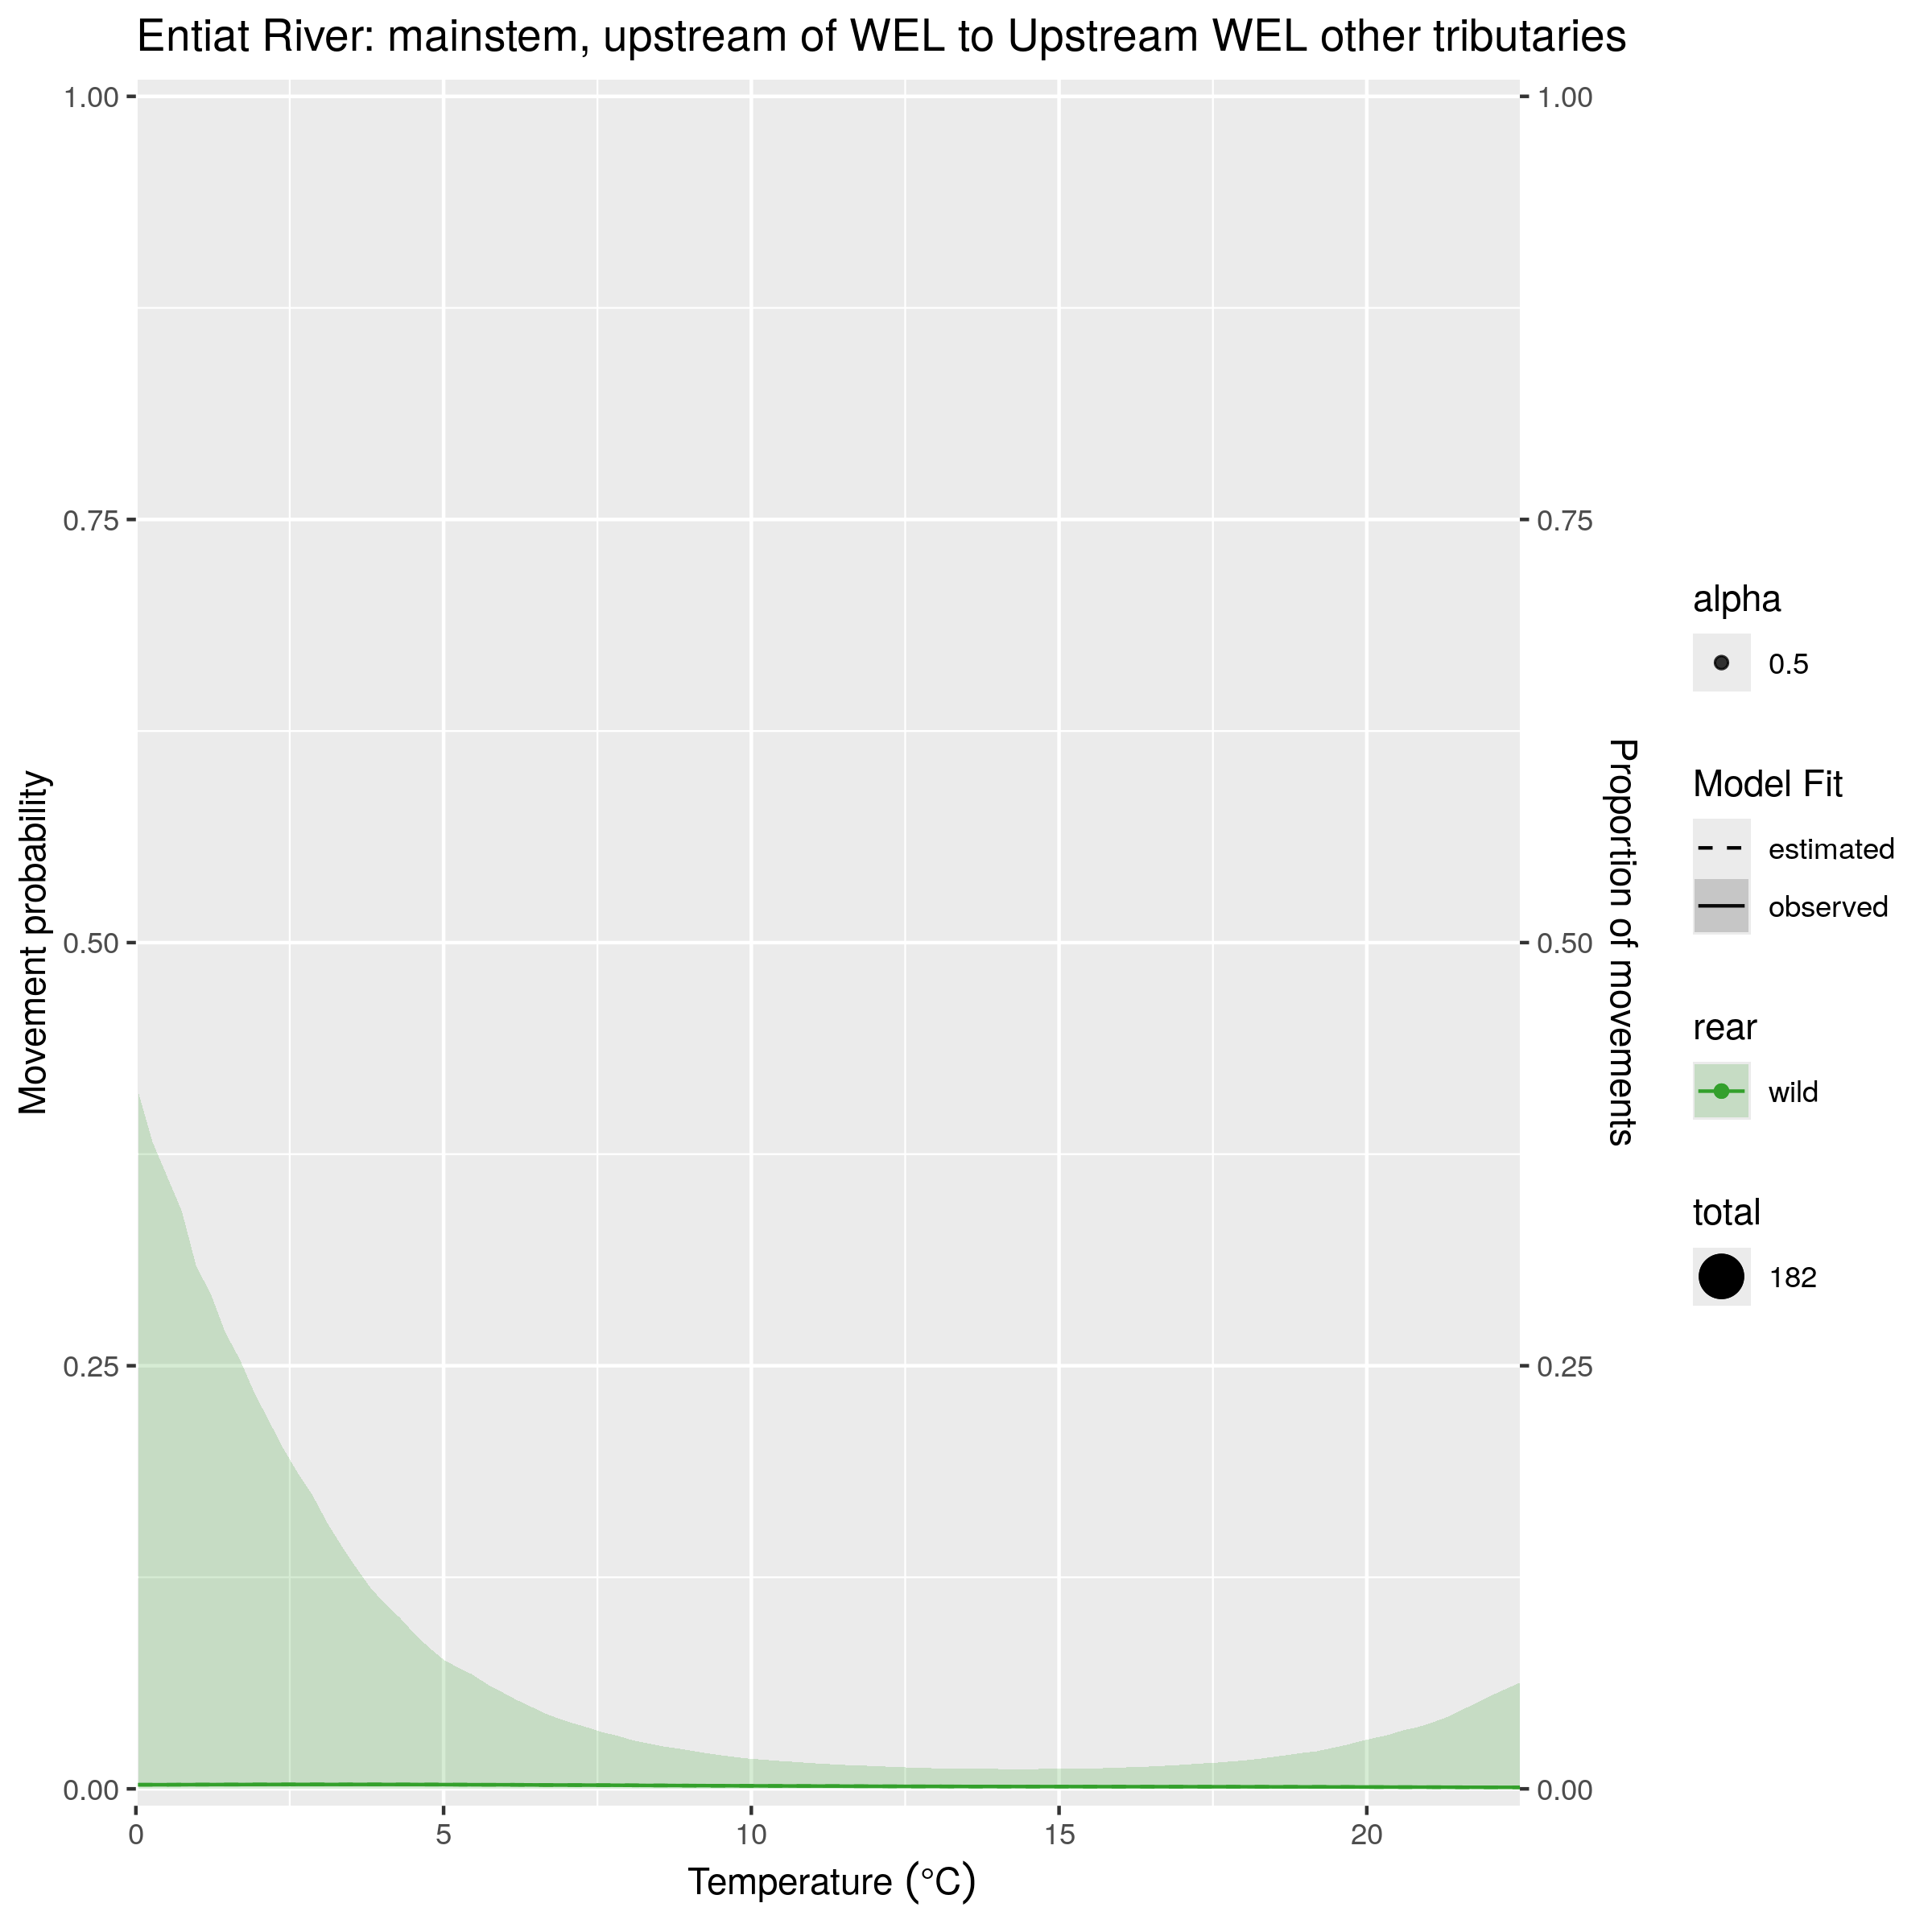 Entiat River: mainstem, upstream of WEL to Upstream WEL other tributaries
1.00
0.75
0.50
0.25
0.00
Movement probability
0
5
10
15
20
Temperature (°C)
1.00
0.75
0.50
0.25
0.00
Proportion of movements
alpha
0.5
Model Fit
estimated
observed
rear
wild
total
182